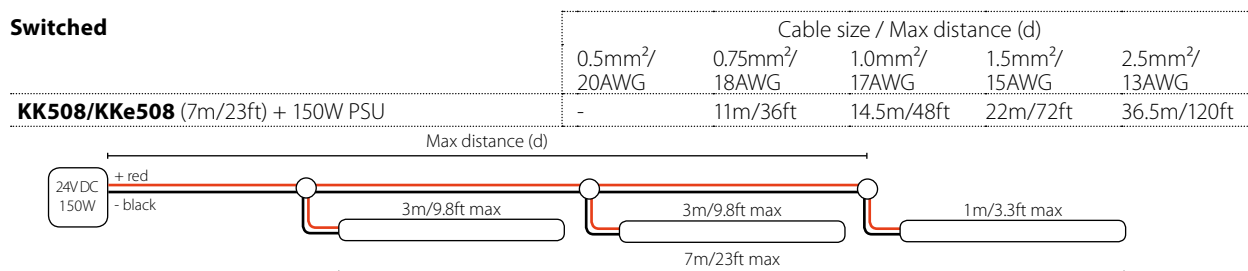 Switched
Cable size / Max distance (d)
0.5mm²/ 0.75mm²/ 1.0mm²/ 1.5mm²/ 2.5mm²/
20AWG 18AWG 17AWG 15AWG 13AWG
KK508/KKe508 (7m/23ft) + 150W PSU - 11m/36ft 14.5m/48ft 22m/72ft 36.5m/120ft
Max distance (d)
24V DC + red
150W - black
3m/9.8ft max 3m/9.8ft max 1m/3.3ft max
7m/23ft max